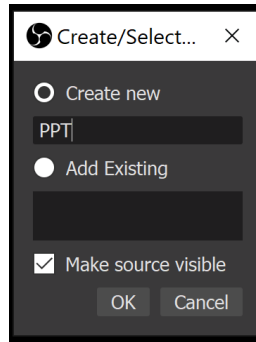 Create/Select...
Create new
PPT
Add Existing
Make source visible
OK Cancel